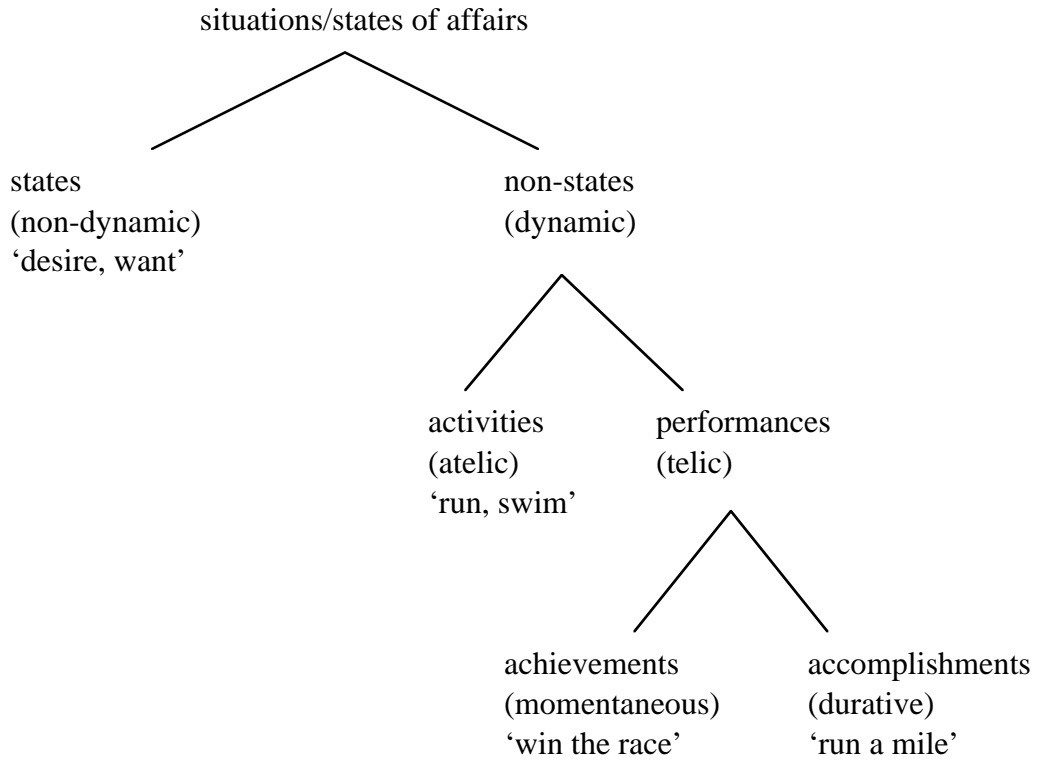 situations/states of affairs
states
(non-dynamic)
‘desire, want’
non-states
(dynamic)
activities
(atelic)
‘run, swim’
performances
(telic)
achievements
(momentaneous)
‘win the race’
accomplishments
(durative)
‘run a mile’